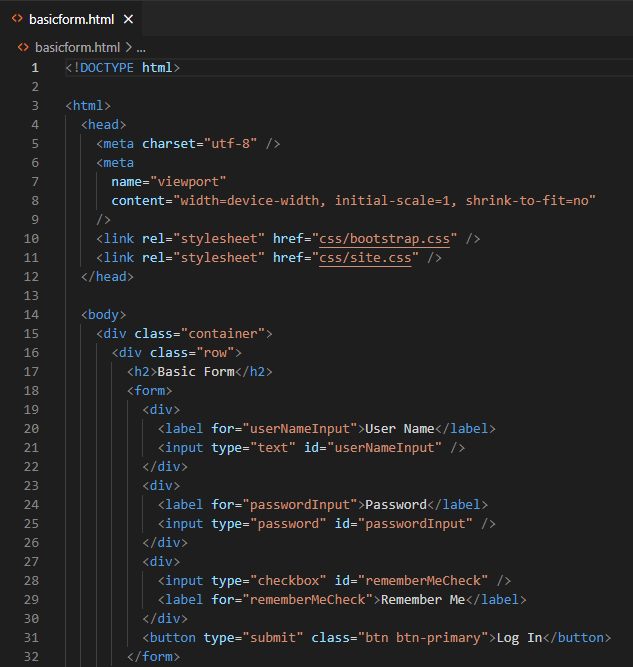 basicform.html
basicform.html > ...
1 <!DOCTYPE html>
2
3 <html>
4 <head>
5 <meta charset="utf-8" />
6 <meta
7 name="viewport"
8 content="width=device-width, initial-scale=1, shrink-to-fit=no"
9 />
10 <link rel="stylesheet" href="css/bootstrap.css" />
11 <link rel="stylesheet" href="css/site.css" />
12 </head>
13
14 <body>
15 <div class="container">
16 <div class="row">
17 <h2>Basic Form</h2>
18 <form>
19 <div>
20 <label for="userNameInput">User Name</label>
21 <input type="text" id="userNameInput" />
22 </div>
23 <div>
24 <label for="passwordInput">Password</label>
25 <input type="password" id="passwordInput" />
26 </div>
27 <div>
28 <input type="checkbox" id="rememberMeCheck" />
29 <label for="rememberMeCheck">Remember Me</label>
30 </div>
31 <button type="submit" class="btn btn-primary">Log In</button>
32 </form>